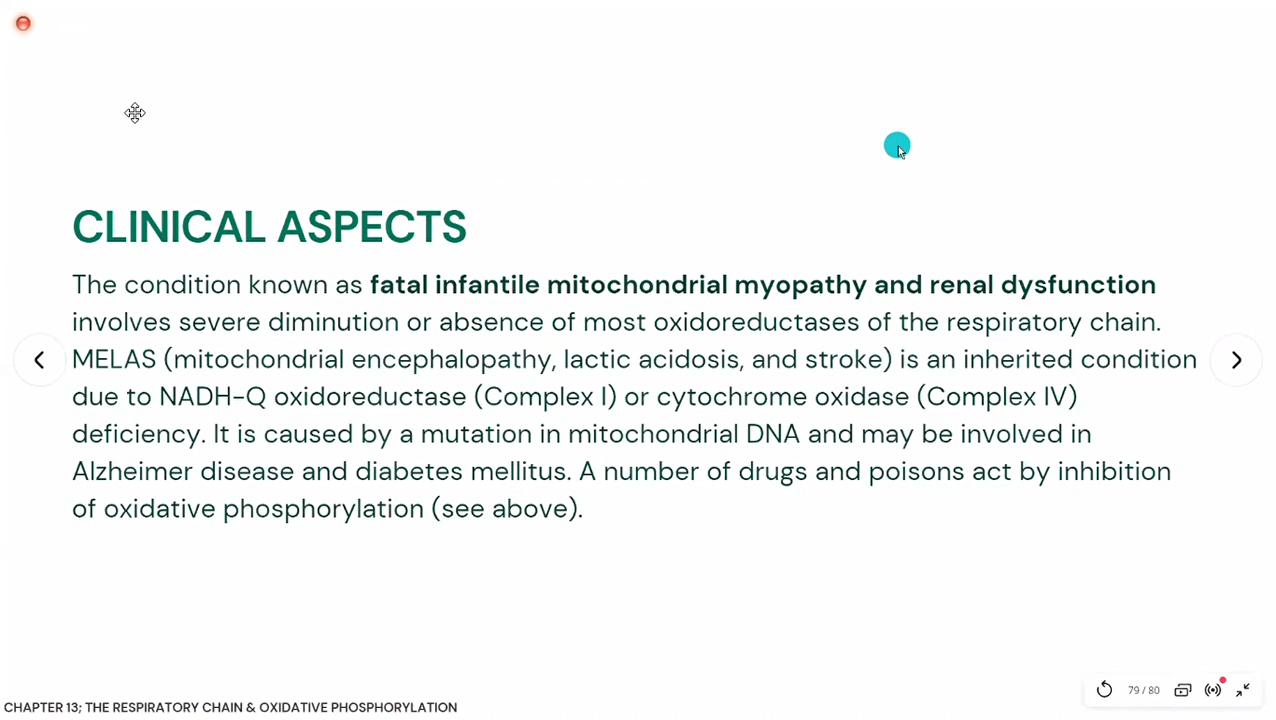 CLINICAL ASPECTS
The condition known as fatal infantile mitochondrial myopathy and renal dysfunction
involves severe diminution or absence of most oxidoreductases of the respiratory chain.
MELAS (mitochondrial encephalopathy, lactic acidosis, and stroke) is an inherited condition
due to NADH-Q oxidoreductase (Complex I) or cytochrome oxidase (Complex IV)
deficiency. It is caused by a mutation in mitochondrial DNA and may be involved in
Alzheimer disease and diabetes mellitus. A number of drugs and poisons act by inhibition
of oxidative phosphorylation (see above).
79 / 80
CHAPTER 13; THE RESPIRATORY CHAIN & OXIDATIVE PHOSPHORYLATION